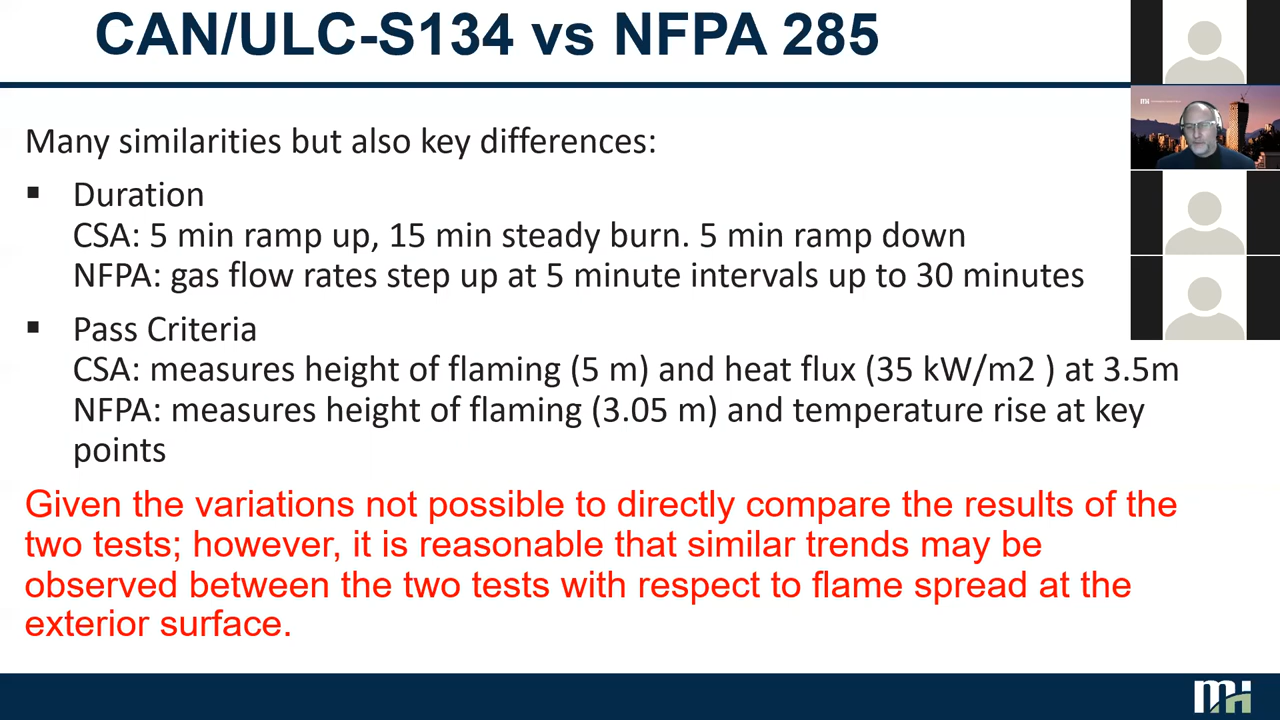 CAN/ULC-S134 vs NFPA 285
Many similarities but also key differences:
▪ Duration
CSA: 5 min ramp up, 15 min steady burn. 5 min ramp down
NFPA: gas flow rates step up at 5 minute intervals up to 30 minutes
▪ Pass Criteria
CSA: measures height of flaming (5 m) and heat flux (35 kW/m2 ) at 3.5m
NFPA: measures height of flaming (3.05 m) and temperature rise at key
points
Given the variations not possible to directly compare the results of the
two tests; however, it is reasonable that similar trends may be
observed between the two tests with respect to flame spread at the
exterior surface.